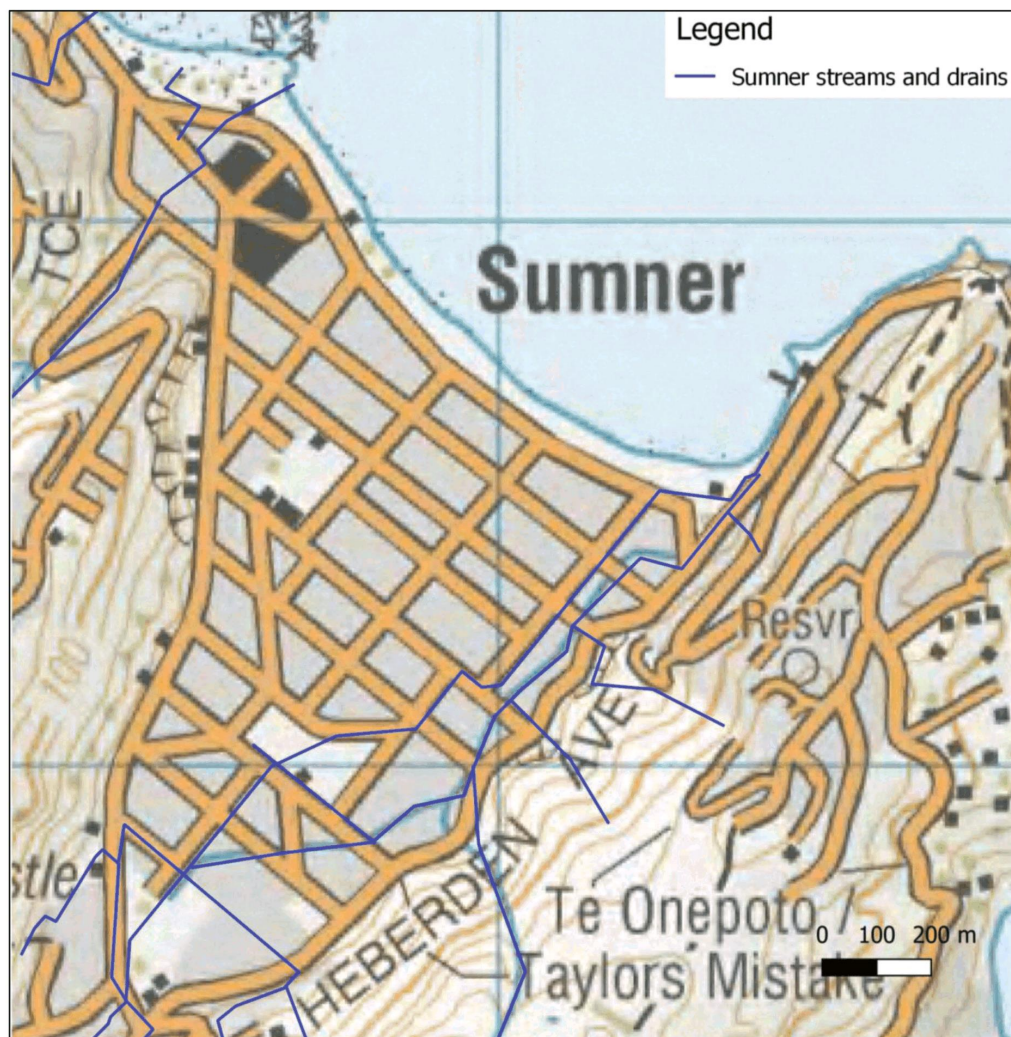 Legend
Sumner streams and drains
TCE
Sumner
Resvr
100
AVE
stle
HEBERDEN
Te Onepoto /
Taylors Mistake
0 100 200 m